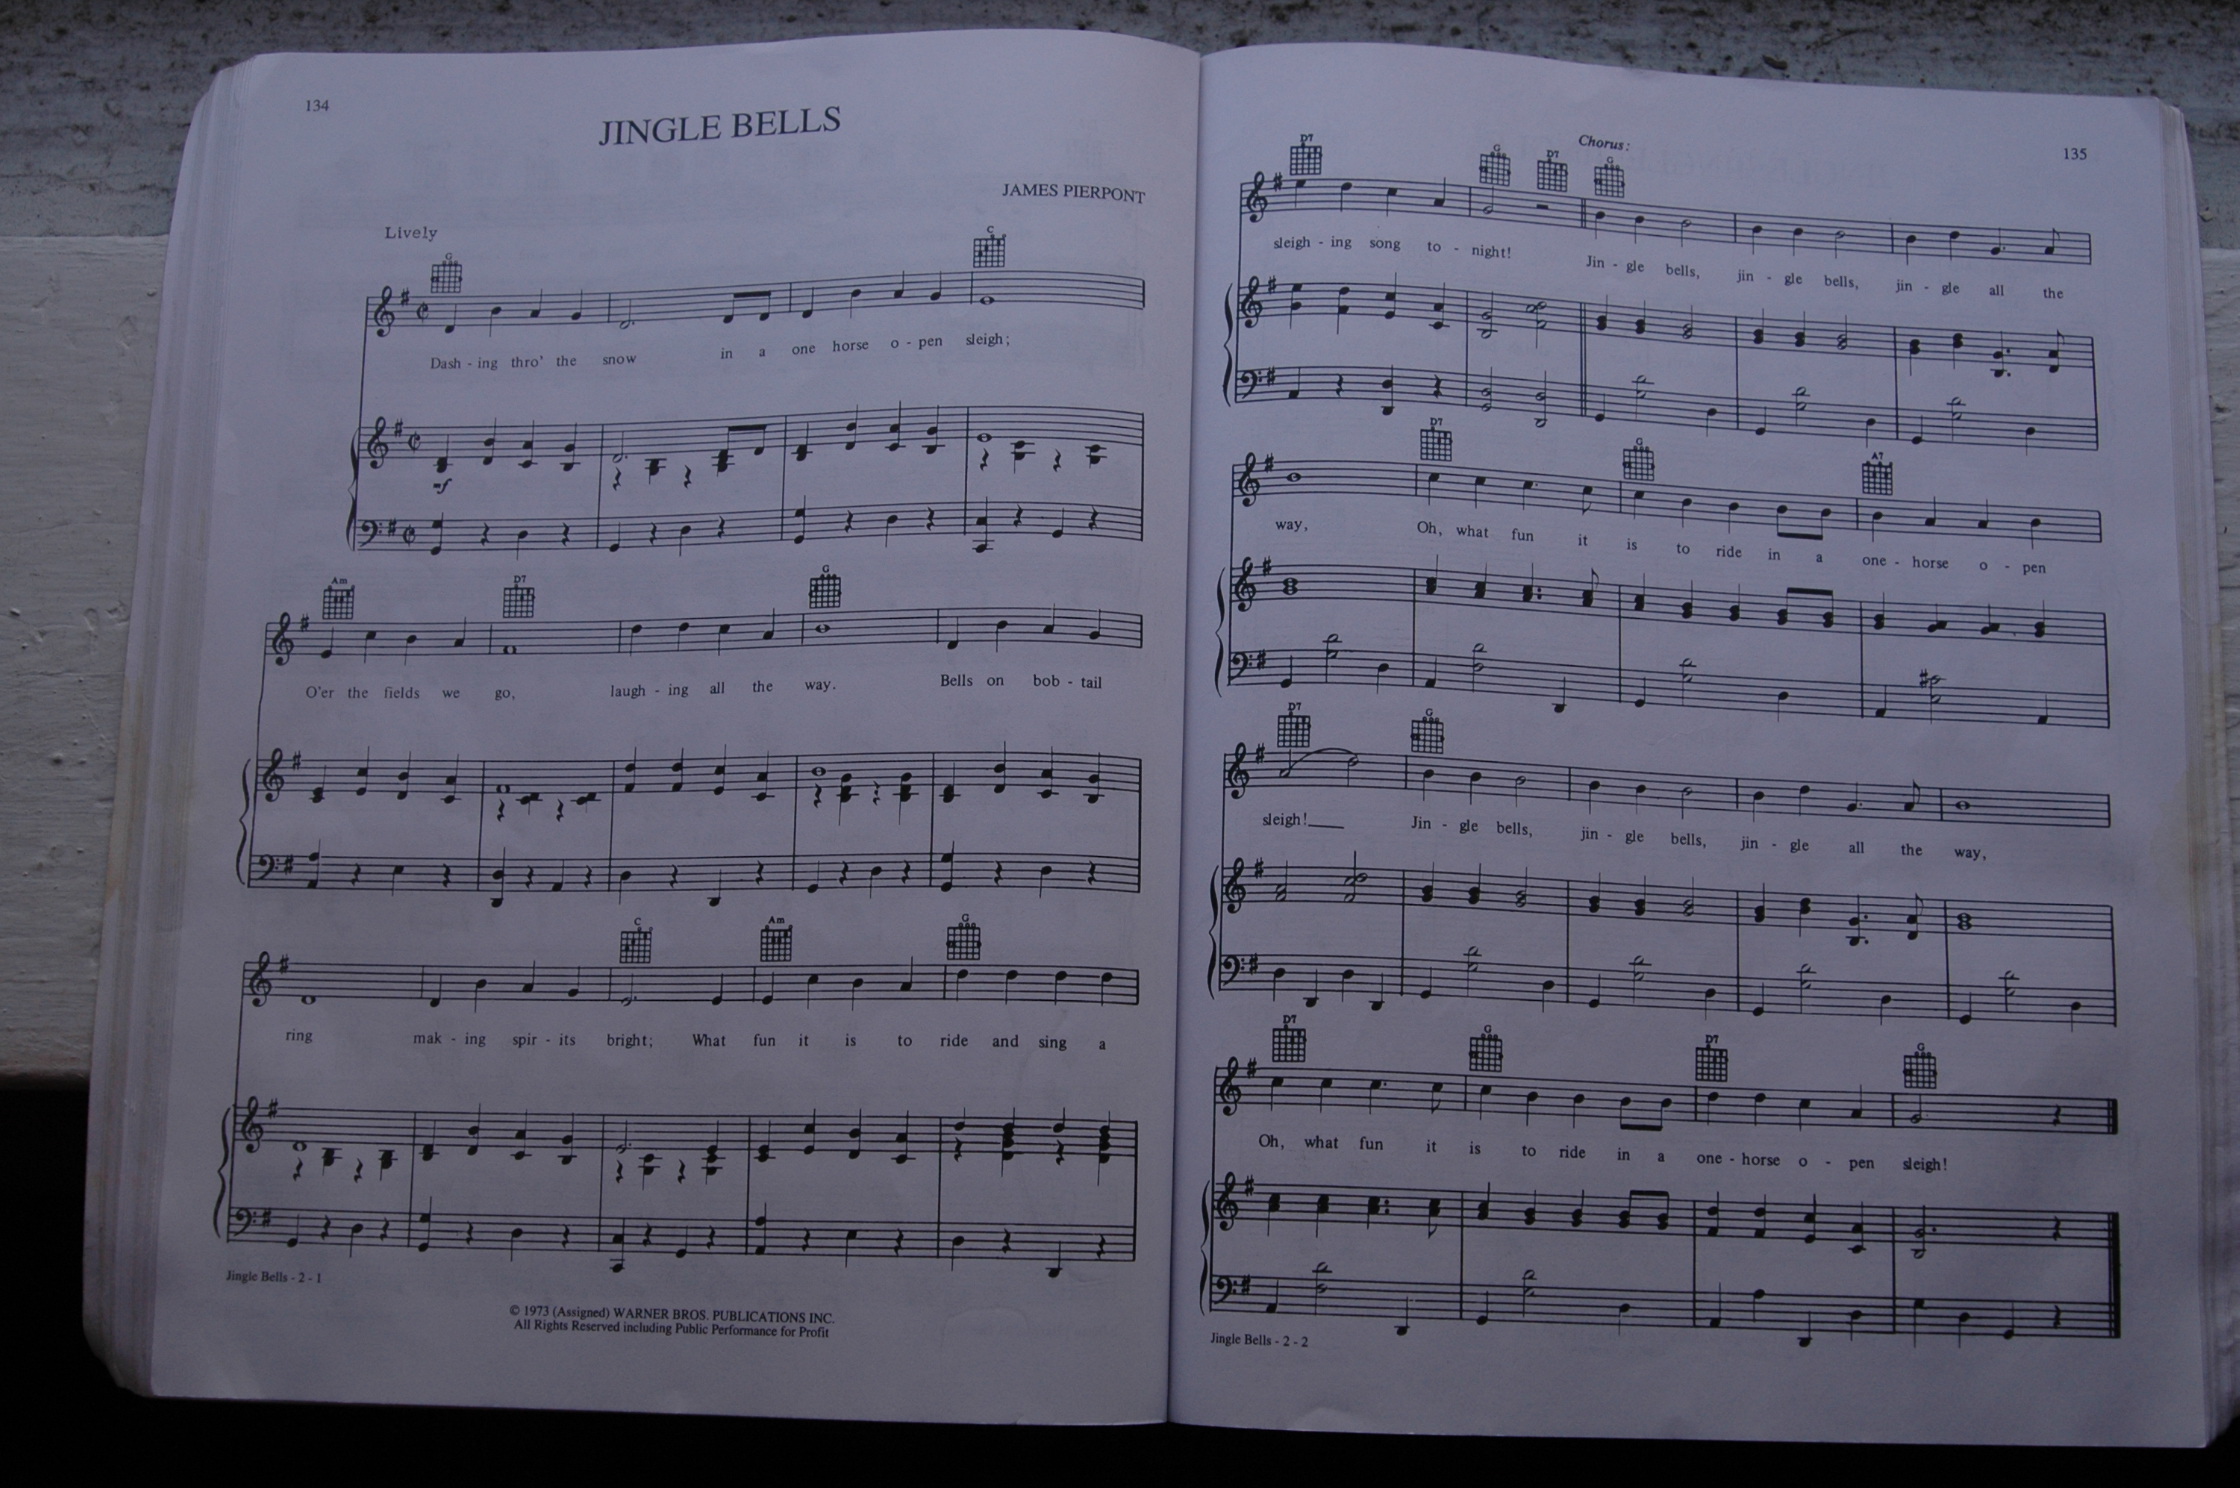 134
JINGLE BELLS
JAMES PIERPONT
Lively
G C
Dash - ing thro' the snow in a one horse o - pen sleigh;
mf
Am D7 G
O'er the fields we go, laugh - ing all the way. Bells on bob - tail
C Am G
ring mak - ing spir - its bright; What fun it is to ride and sing a
Jingle Bells - 2 - 1
© 1973 (Assigned) WARNER BROS. PUBLICATIONS INC.
All Rights Reserved including Public Performance for Profit
135
Chorus:
D7 G D7 G
sleigh - ing song to - night! Jin - gle bells, jin - gle bells, jin - gle all the
D7 G A7
way, Oh, what fun it is to ride in a one - horse o - pen
D7 G
sleigh! Jin - gle bells, jin - gle bells, jin - gle all the way,
D7 G D7 G
Oh, what fun it is to ride in a one - horse o - pen sleigh!
Jingle Bells - 2 - 2